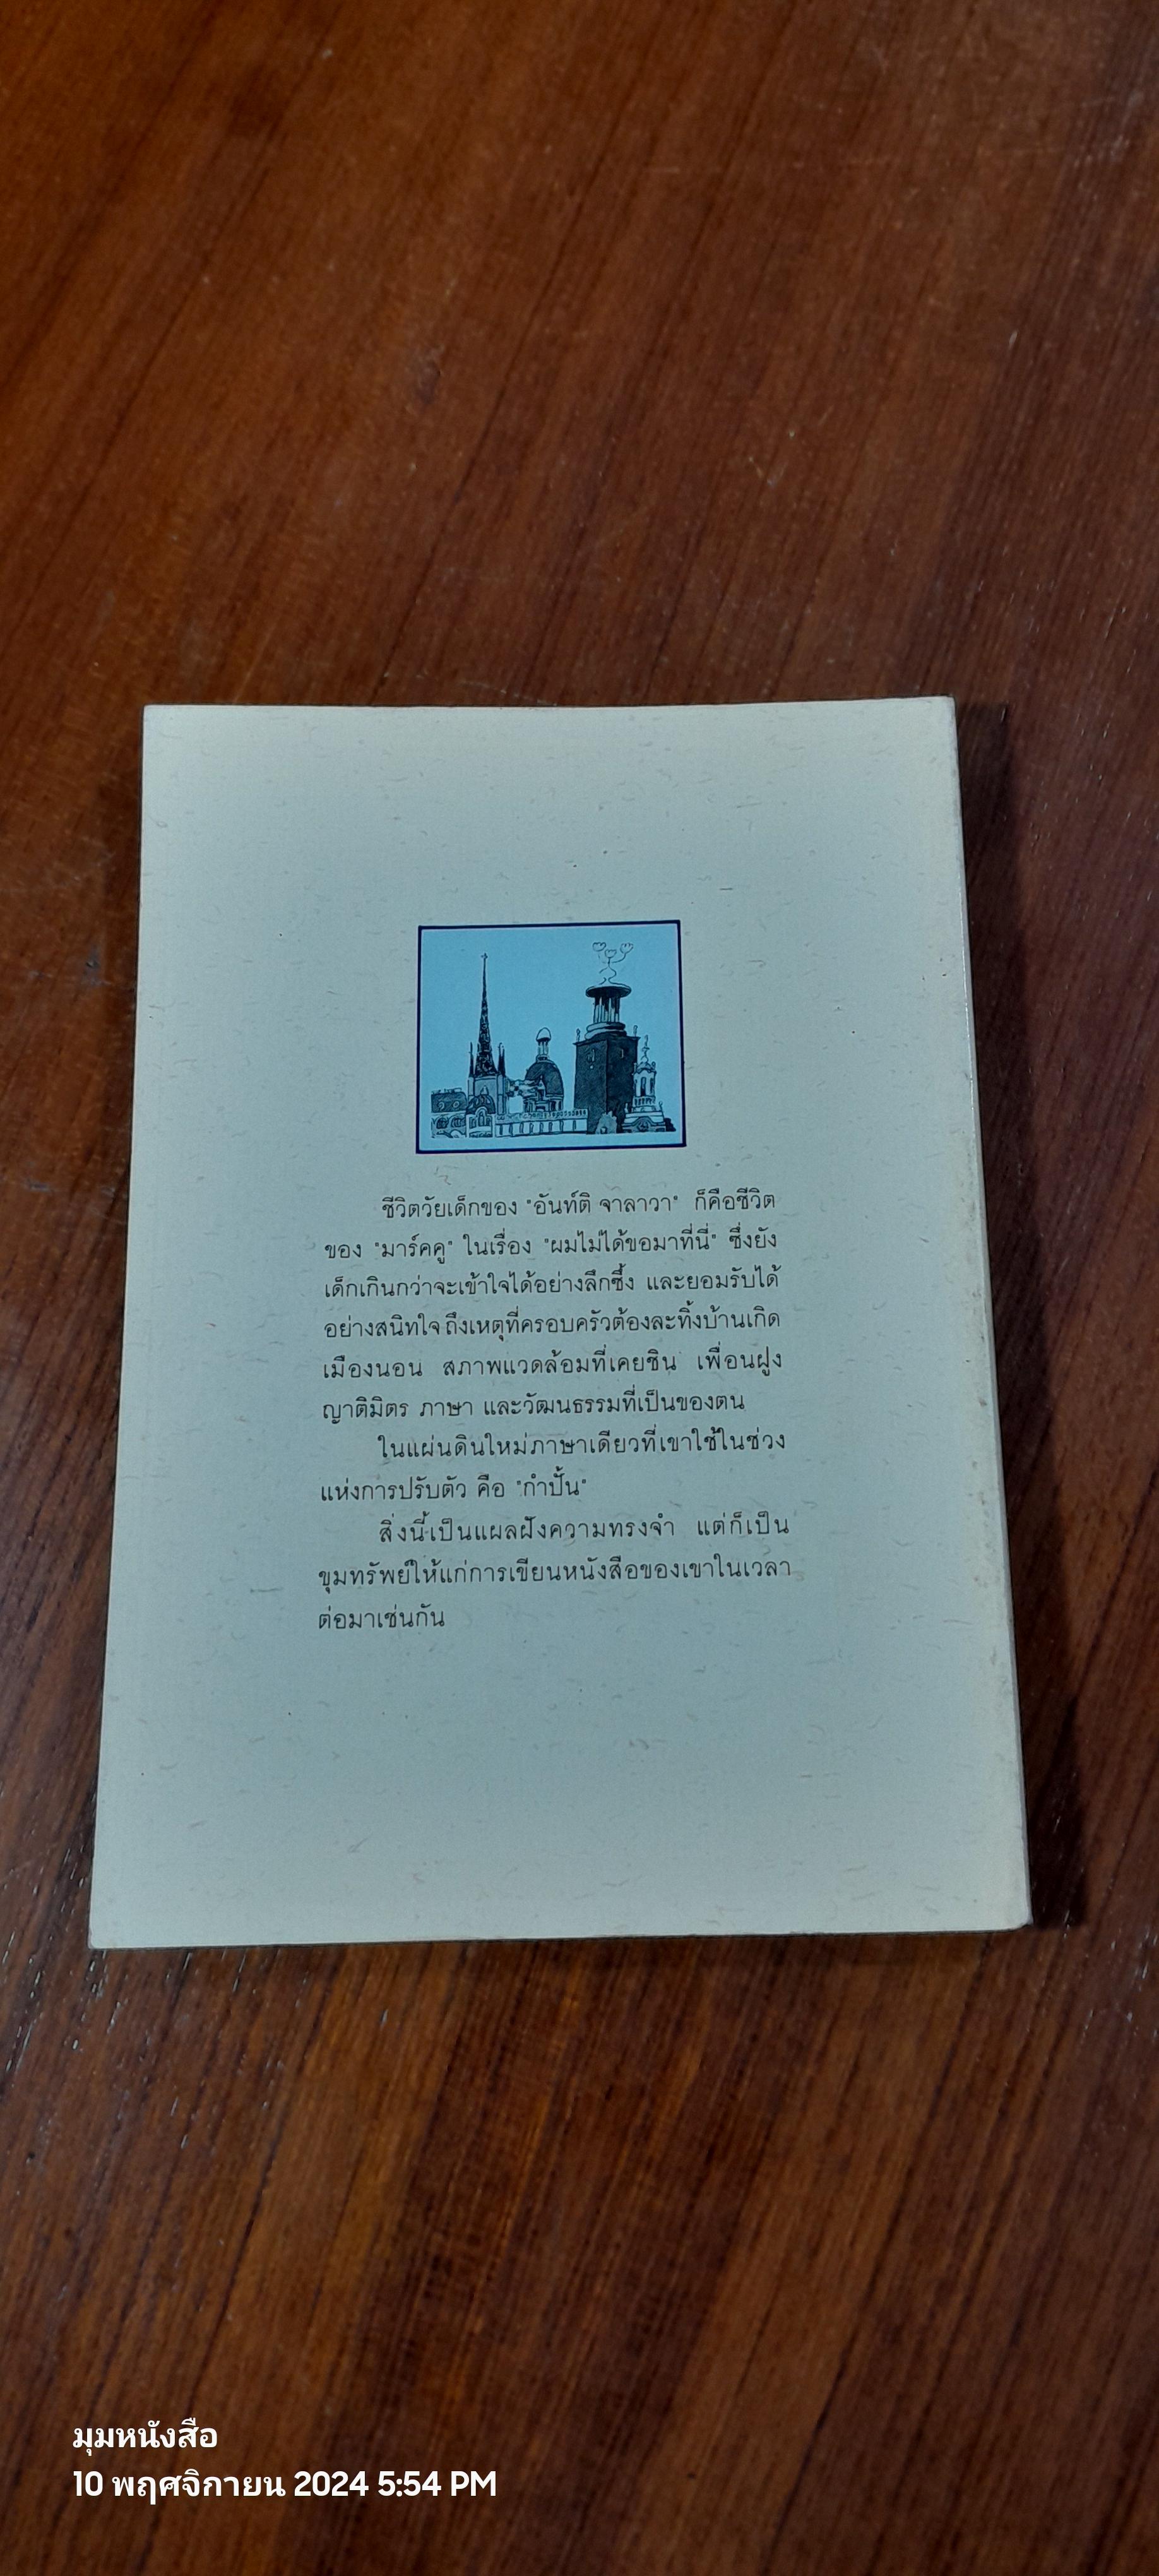 ชีวิตวัยเด็กของ "อันท์ติ จาลาวา" ก็คือชีวิต
ของ "มาร์คคู" ในเรื่อง "ผมไม่ได้ขอมาที่นี่" ซึ่งยัง
เด็กเกินกว่าจะเข้าใจได้อย่างลึกซึ้ง และยอมรับได้
อย่างสนิทใจ ถึงเหตุที่ครอบครัวต้องละทิ้งบ้านเกิด
เมืองนอน สภาพแวดล้อมที่เคยชิน เพื่อนฝูง
ญาติมิตร ภาษา และวัฒนธรรมที่เป็นของตน
ในแผ่นดินใหม่ภาษาเดียวที่เขาใช้ในช่วง
แห่งการปรับตัว คือ "กำปั้น"
สิ่งนี้เป็นแผลฝังความทรงจำ แต่ก็เป็น
ขุมทรัพย์ให้แก่การเขียนหนังสือของเขาในเวลา
ต่อมาเช่นกัน
มุมหนังสือ
10 พฤศจิกายน 2024 5:54 PM